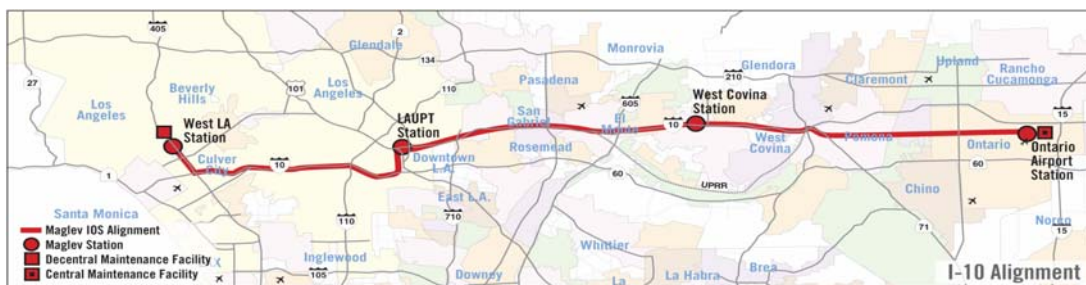 405
27
Glendale
2
134
Monrovia
Glendora
210
Upland
Claremont
Rancho
Cucamonga
Beverly
Hills
101
Los
Angeles
110
Pasadena
605
West Covina
Station
15
Los
Angeles
West LA
Station
LAUPT
Station
San
Gabriel
El
Monte
10
West
Covina
Pomona
Ontario
Ontario
Airport
Station
Culver
City
10
Downtown
L.A.
Rosemead
60
UPRR
60
1
Chino
East L.A.
710
110
Santa Monica
71
Norco
15
Whittier
Inglewood
105
Downey
La
La Habra
Brea
Maglev IOS Alignment
Maglev Station
Decentral Maintenance Facility
Central Maintenance Facility
I-10 Alignment